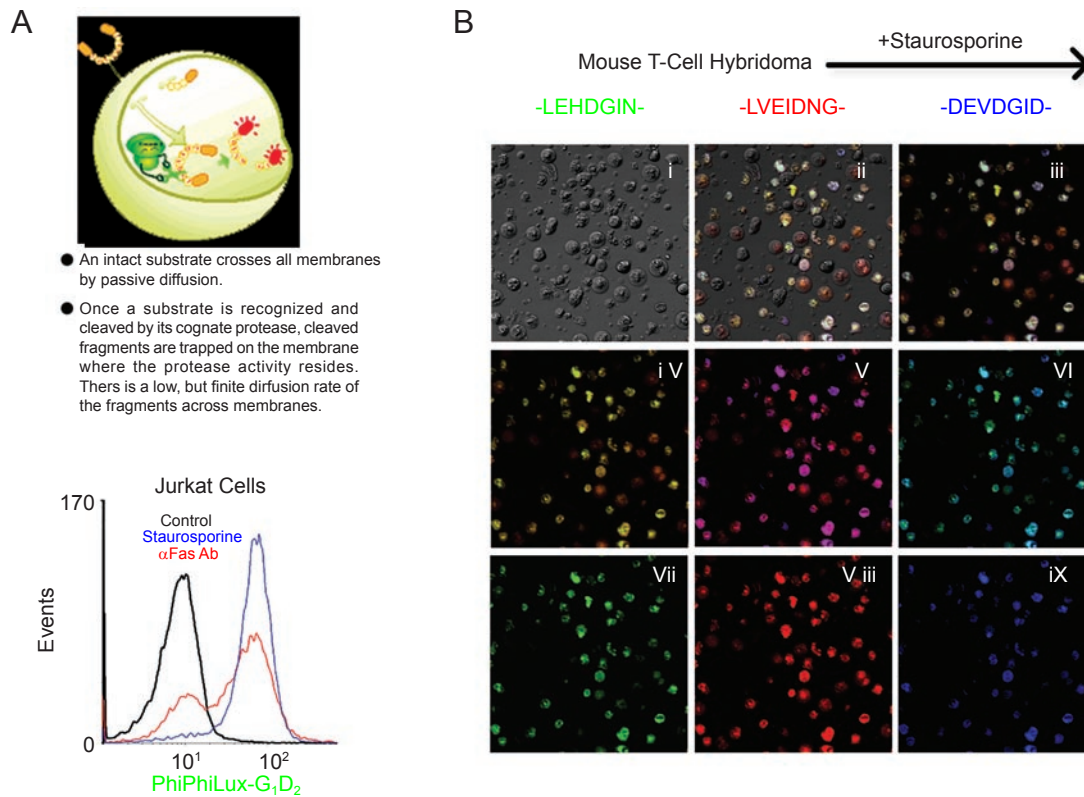 A
An intact substrate crosses all membranes
by passive diffusion.
Once a substrate is recognized and
cleaved by its cognate protease, cleaved
fragments are trapped on the membrane
where the protease activity resides.
Thers is a low, but finite dirfusion rate of
the fragments across membranes.
Jurkat Cells
170
Control
Staurosporine
αFas Ab
Events
0
10¹ 10²
PhiPhiLux-G₁D₂
B
+Staurosporine
Mouse T-Cell Hybridoma
-LEHDGIN- -LVEIDNG- -DEVDGID-
i ii iii
i V V VI
Vii V iii iX